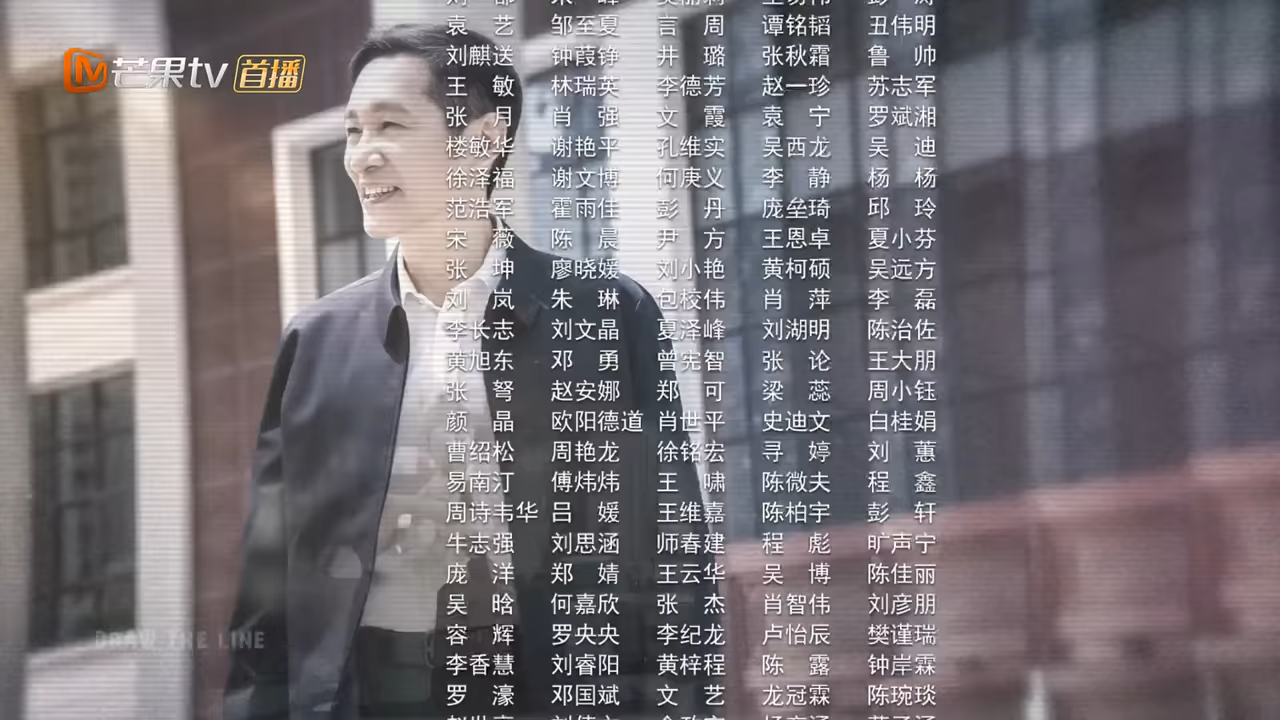 袁 艺 邹至夏 言 周 谭铭韬 丑伟明
芒果tv 首播
刘麒送 钟葭铮 井 璐 张秋霜 鲁 帅
王 敏 林瑞英 李德芳 赵一珍 苏志军
张 月 肖 强 文 霞 袁 宁 罗斌湘
楼敏华 谢艳平 孔维实 吴西龙 吴 迪
徐泽福 谢文博 何庚义 李 静 杨 杨
范浩军 霍雨佳 彭 丹 庞垒琦 邱 玲
宋 薇 陈 晨 尹 方 王恩卓 夏小芬
张 坤 廖晓媛 刘小艳 黄柯硕 吴远方
刘 岚 朱 琳 包校伟 肖 萍 李 磊
李长志 刘文晶 夏泽峰 刘湖明 陈治佐
黄旭东 邓 勇 曾宪智 张 论 王大朋
张 弩 赵安娜 郑 可 梁 蕊 周小钰
颜 晶 欧阳德道 肖世平 史迪文 白桂娟
曹绍松 周艳龙 徐铭宏 寻 婷 刘 蕙
易南汀 傅炜炜 王 啸 陈微夫 程 鑫
周诗韦华 吕 媛 王维嘉 陈柏宇 彭 轩
牛志强 刘思涵 师春建 程 彪 旷声宁
庞 洋 郑 婧 王云华 吴 博 陈佳丽
吴 晗 何嘉欣 张 杰 肖智伟 刘彦朋
容 辉 罗央央 李纪龙 卢怡辰 樊谨瑞
DRAW THE LINE
李香慧 刘睿阳 黄梓程 陈 露 钟岸霖
罗 濠 邓国斌 文 艺 龙冠霖 陈琬琰